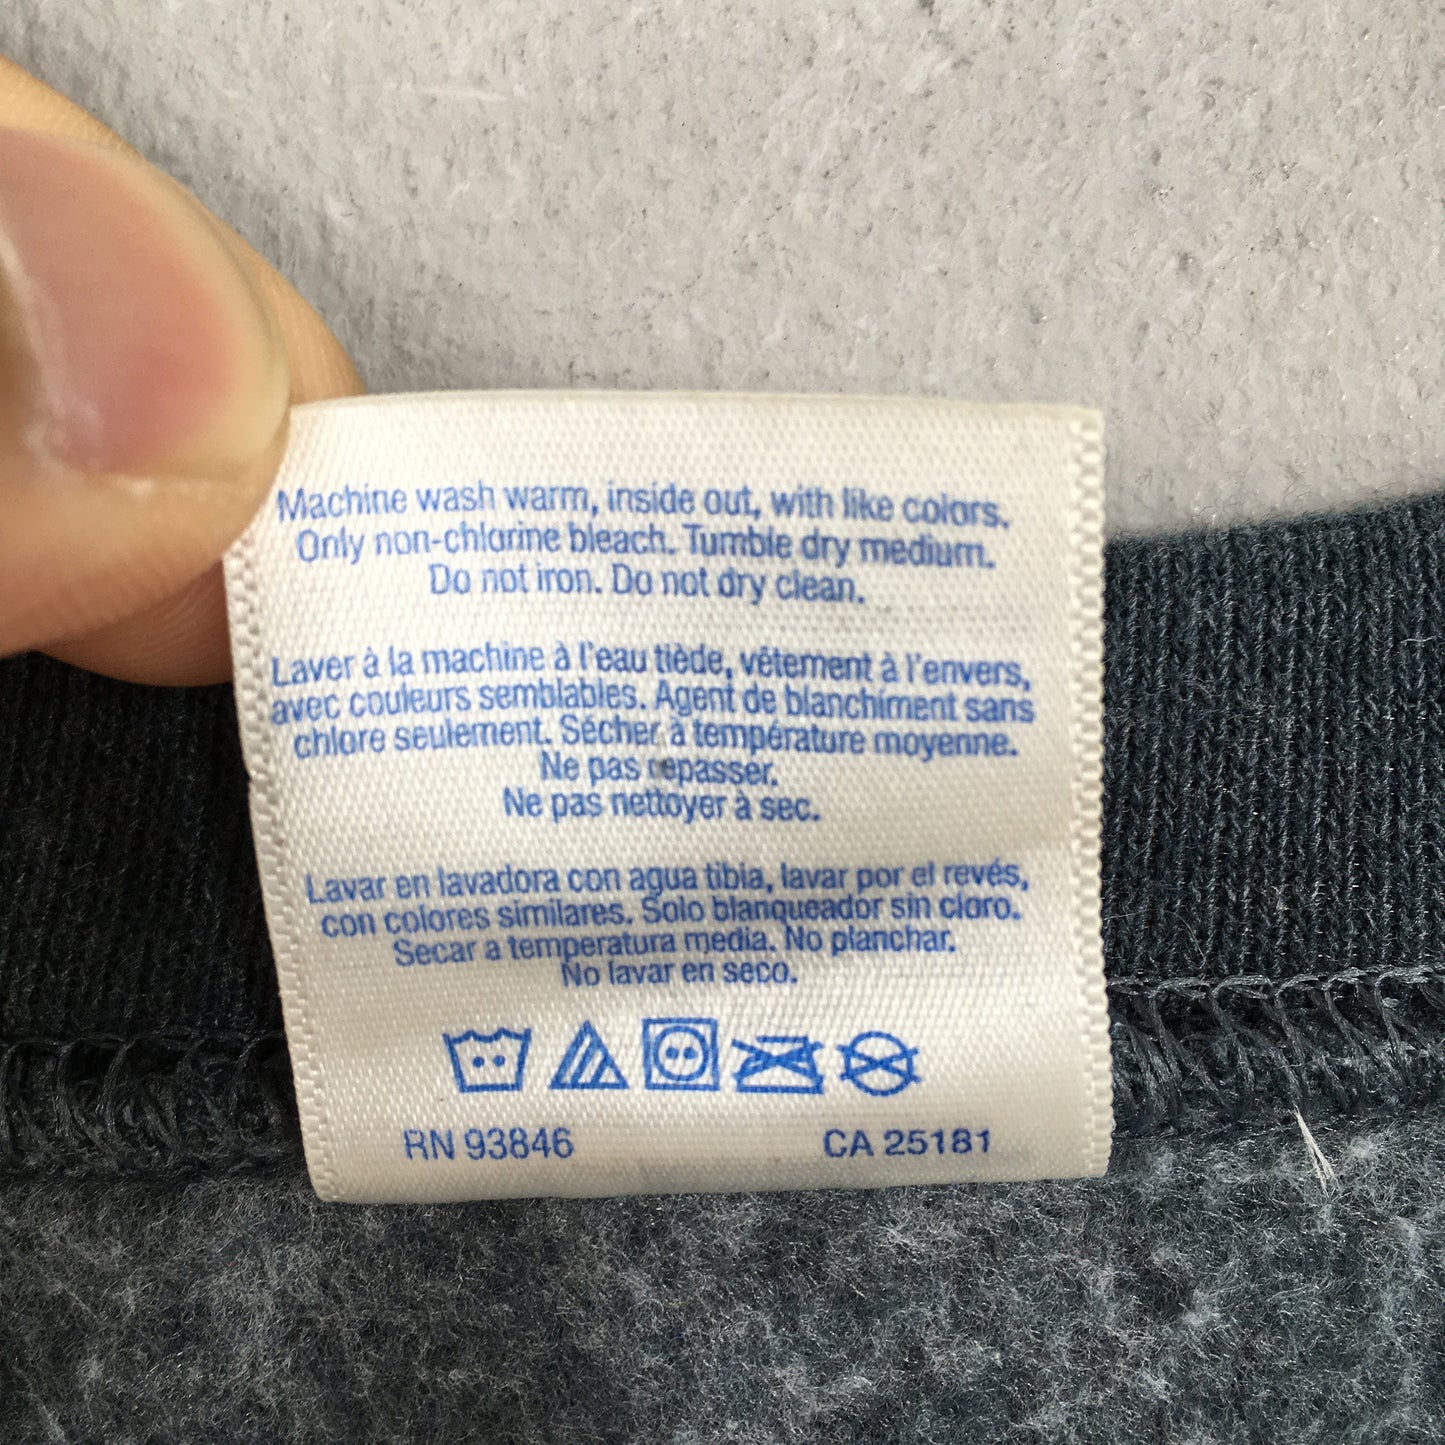 Machine wash warm, inside out, with like colors.
Only non-chlorine bleach. Tumble dry medium.
Do not iron. Do not dry clean.
Laver à la machine à l'eau tiède, vêtement à l'envers,
avec couleurs semblables. Agent de blanchiment sans
chlore seulement. Sécher à température moyenne.
Ne pas repasser.
Ne pas nettoyer à sec.
Lavar en lavadora con agua tibia, lavar por el revés,
con colores similares. Solo blanqueador sin cloro.
Secar a temperatura media. No planchar.
No lavar en seco.
RN 93846 CA 25181